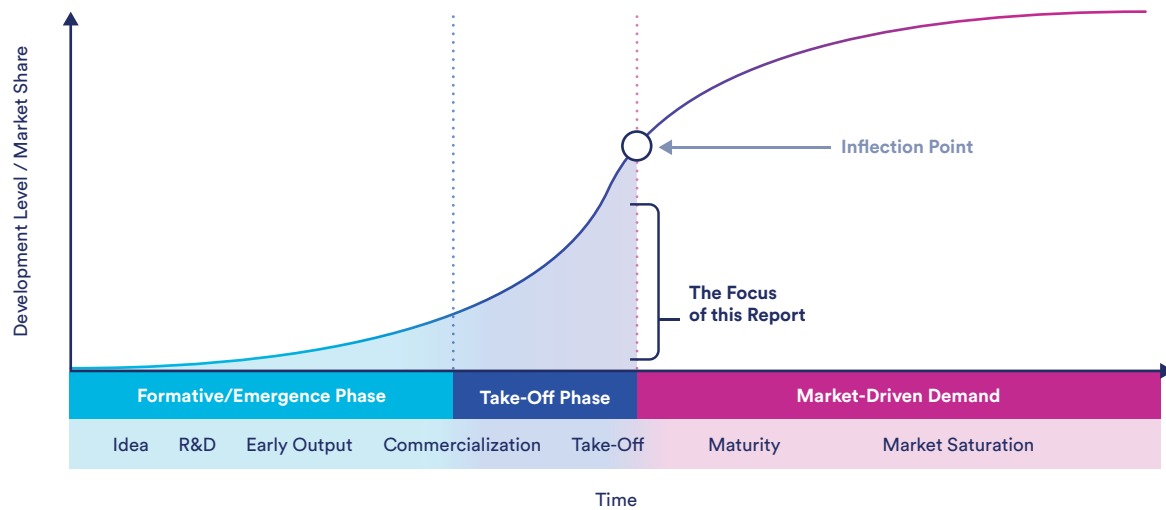 Development Level / Market Share
Inflection Point
The Focus
of this Report
Formative/Emergence Phase
Take-Off Phase
Market-Driven Demand
Idea
R&D
Early Output
Commercialization
Take-Off
Maturity
Market Saturation
Time